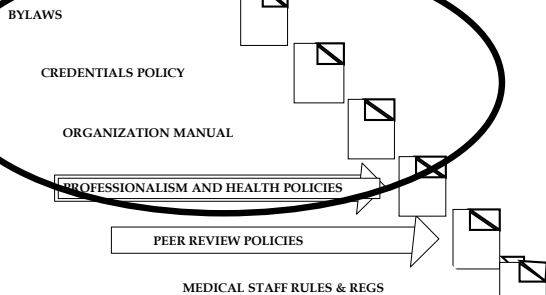 BYLAWS
CREDENTIALS POLICY
ORGANIZATION MANUAL
PROFESSIONALISM AND HEALTH POLICIES
PEER REVIEW POLICIES
MEDICAL STAFF RULES & REGS